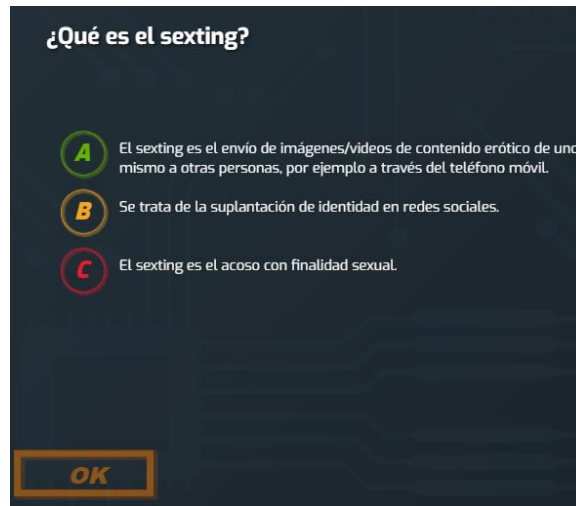 ¿Qué es el sexting?
A
El sexting es el envío de imágenes/videos de contenido erótico de uno
mismo a otras personas, por ejemplo a través del teléfono móvil.
B
Se trata de la suplantación de identidad en redes sociales.
C
El sexting es el acoso con finalidad sexual.
OK